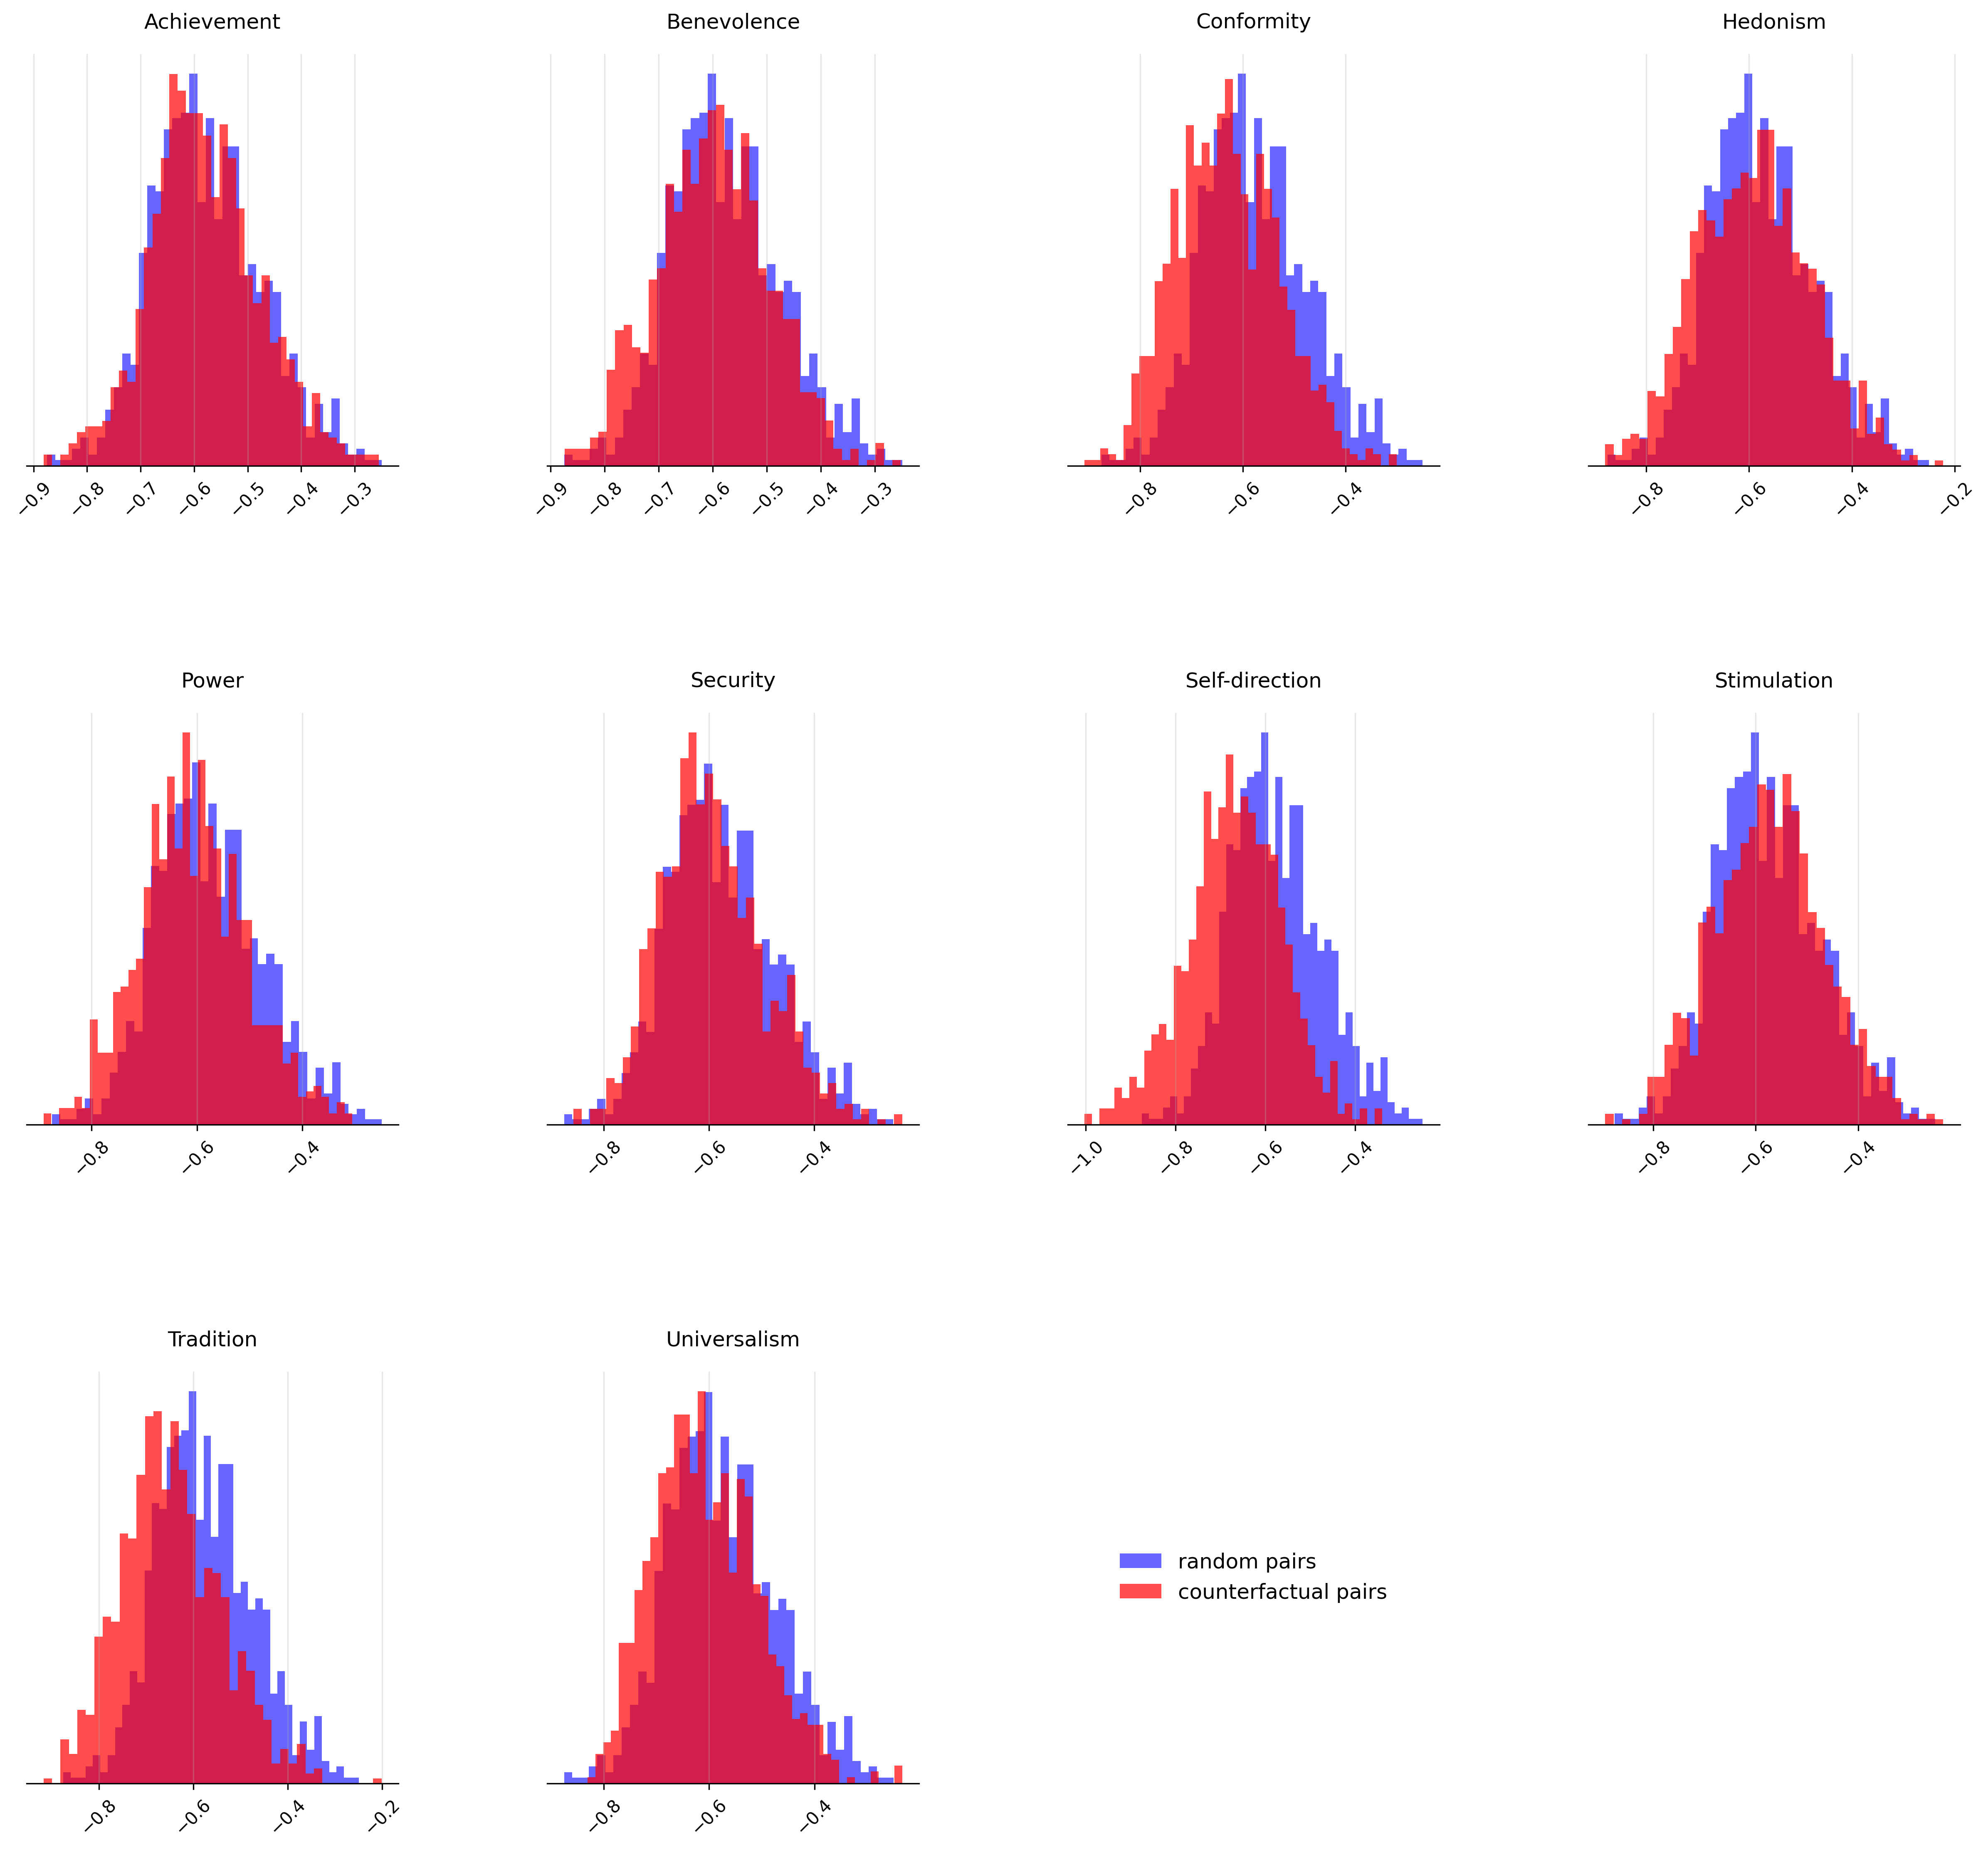 Achievement
Benevolence
Conformity
Hedonism
−0.9 −0.8 −0.7 −0.6 −0.5 −0.4 −0.3
−0.9 −0.8 −0.7 −0.6 −0.5 −0.4 −0.3
−0.8 −0.6 −0.4
−0.8 −0.6 −0.4 −0.2
Power
Security
Self-direction
Stimulation
−0.8 −0.6 −0.4
−0.8 −0.6 −0.4
−1.0 −0.8 −0.6 −0.4
−0.8 −0.6 −0.4
Tradition
Universalism
random pairs
counterfactual pairs
−0.8 −0.6 −0.4 −0.2
−0.8 −0.6 −0.4